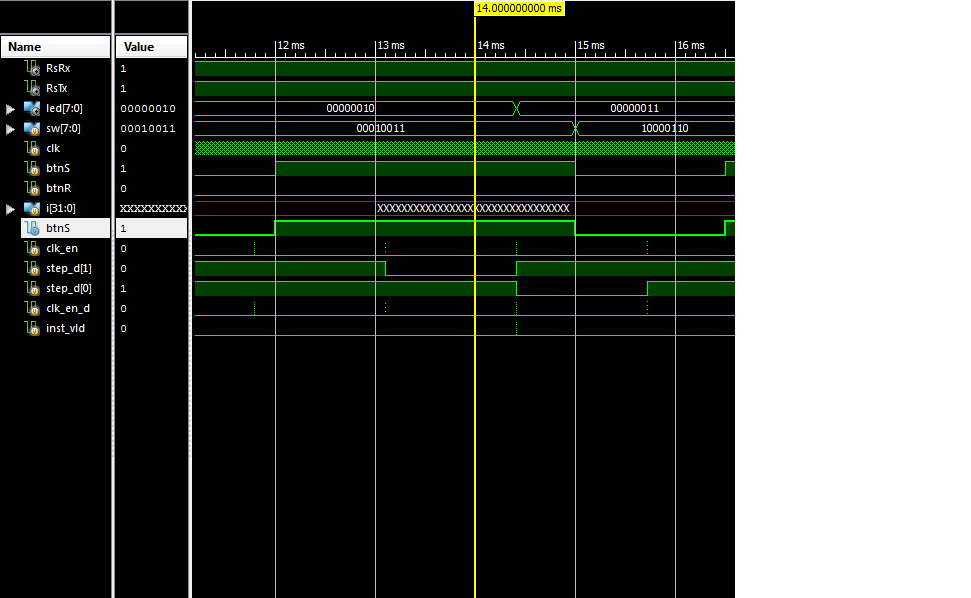 14.000000000 ms
Name Value 12 ms 13 ms 14 ms 15 ms 16 ms
RsRx 1
RsTx 1
led[7:0] 00000010 00000010 00000011
sw[7:0] 00010011 00010011 10000110
clk 0
btnS 1
btnR 0
i[31:0] XXXXXXXXXX XXXXXXXXXXXXXXXXXXXXXXXXXXXXXXXX
btnS 1
clk_en 0
step_d[1] 0
step_d[0] 1
clk_en_d 0
inst_vld 0